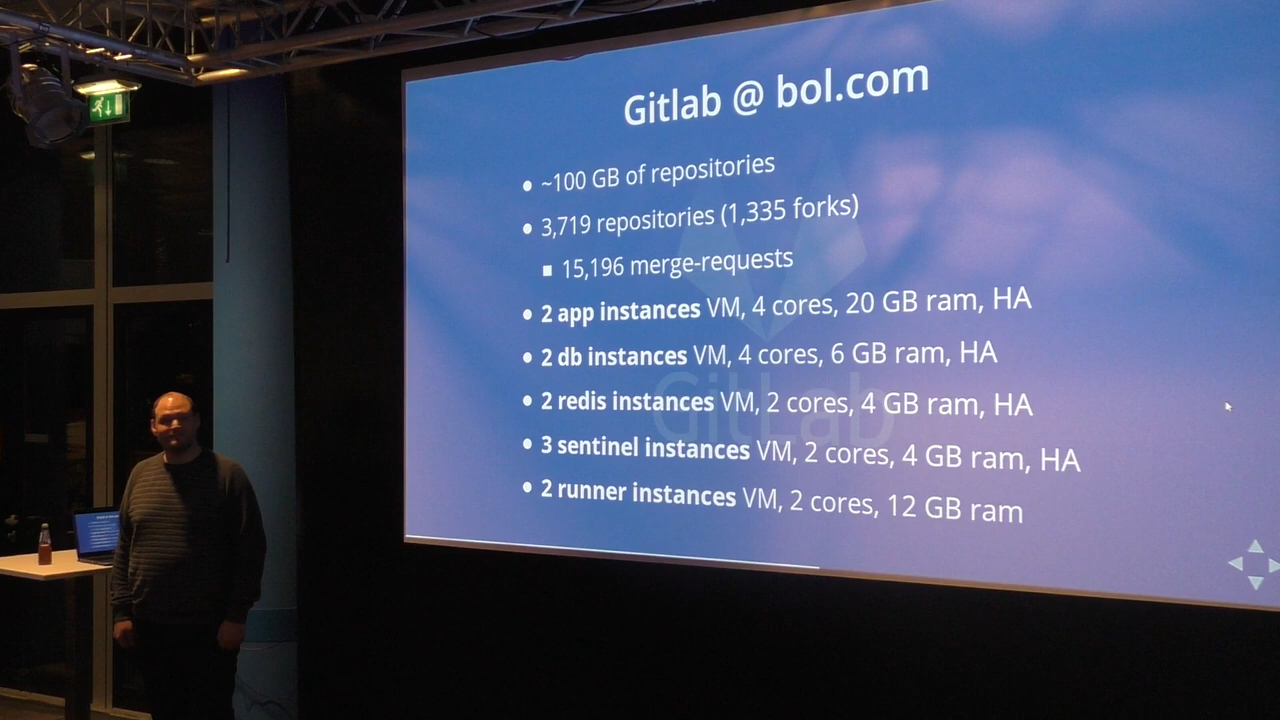 Gitlab @ bol.com
• ~100 GB of repositories
• 3,719 repositories (1,335 forks)
▪ 15,196 merge-requests
• 2 app instances VM, 4 cores, 20 GB ram, HA
• 2 db instances VM, 4 cores, 6 GB ram, HA
• 2 redis instances VM, 2 cores, 4 GB ram, HA
• 3 sentinel instances VM, 2 cores, 4 GB ram, HA
• 2 runner instances VM, 2 cores, 12 GB ram
GitLab